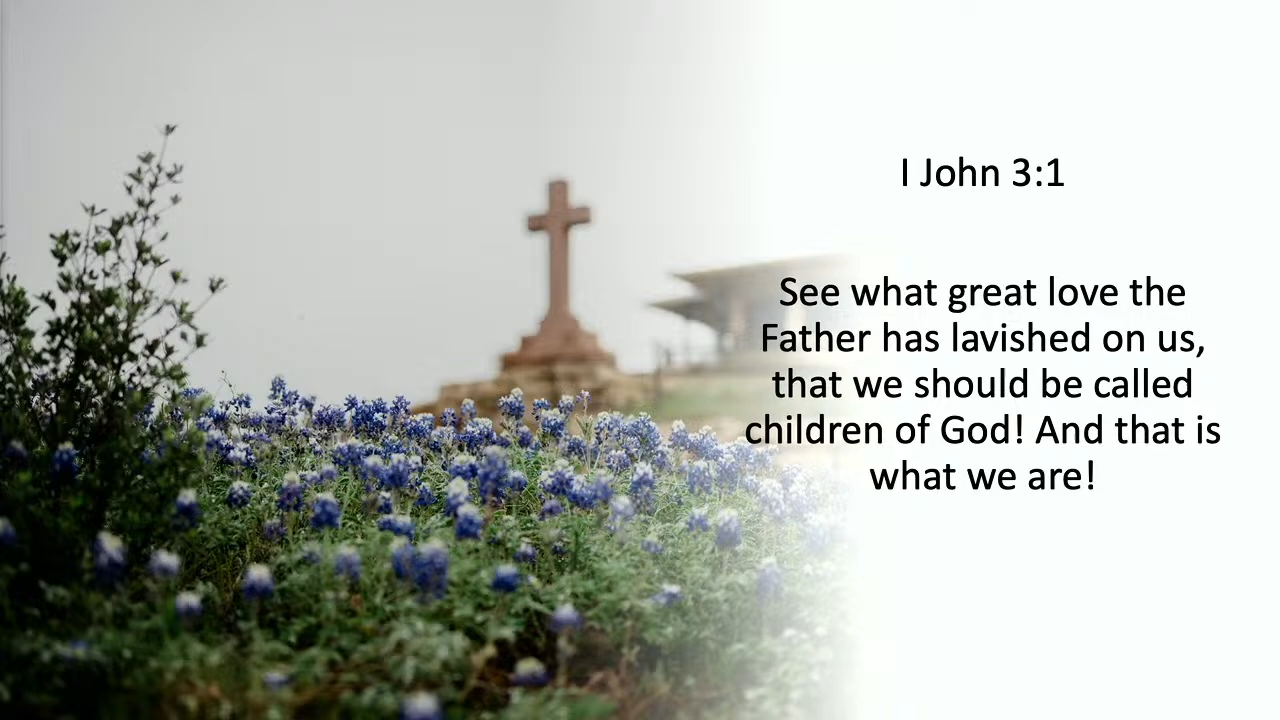 I John 3:1
See what great love the
Father has lavished on us,
that we should be called
children of God! And that is
what we are!